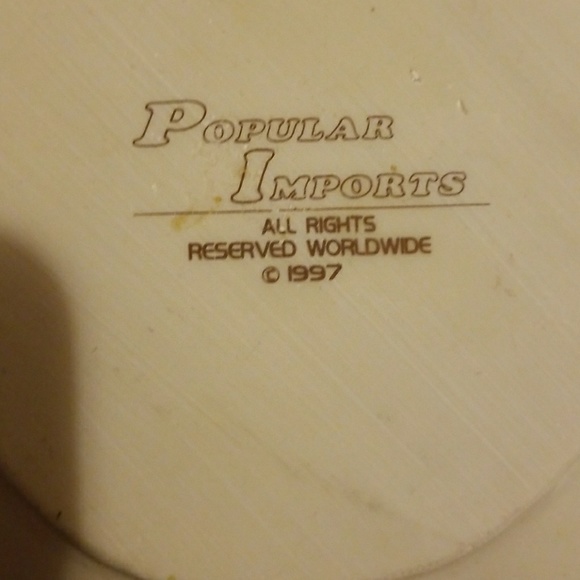 POPULAR
IMPORTS
ALL RIGHTS
RESERVED WORLDWIDE
© 1997